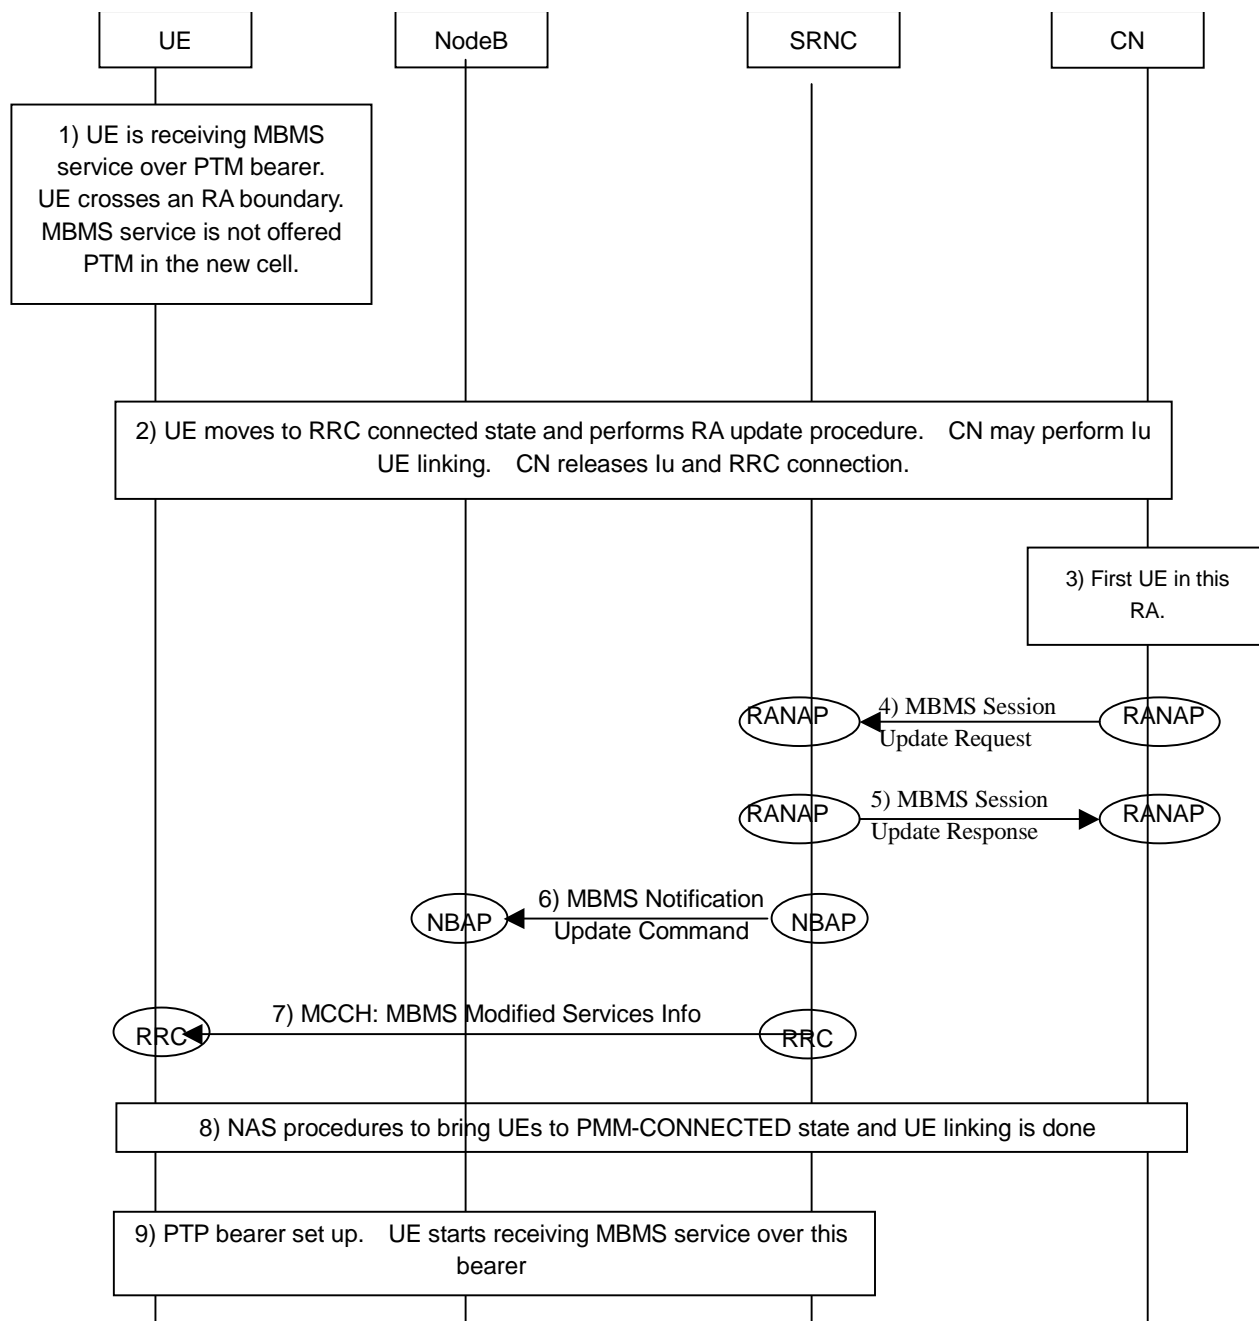 UE
NodeB
SRNC
CN
1) UE is receiving MBMS
service over PTM bearer.
UE crosses an RA boundary.
MBMS service is not offered
PTM in the new cell.
2) UE moves to RRC connected state and performs RA update procedure. CN may perform Iu
UE linking. CN releases Iu and RRC connection.
3) First UE in this
RA.
RANAP
4) MBMS Session
Update Request
RANAP
RANAP
5) MBMS Session
Update Response
RANAP
NBAP
6) MBMS Notification
Update Command
NBAP
RRC
7) MCCH: MBMS Modified Services Info
RRC
8) NAS procedures to bring UEs to PMM-CONNECTED state and UE linking is done
9) PTP bearer set up. UE starts receiving MBMS service over this
bearer